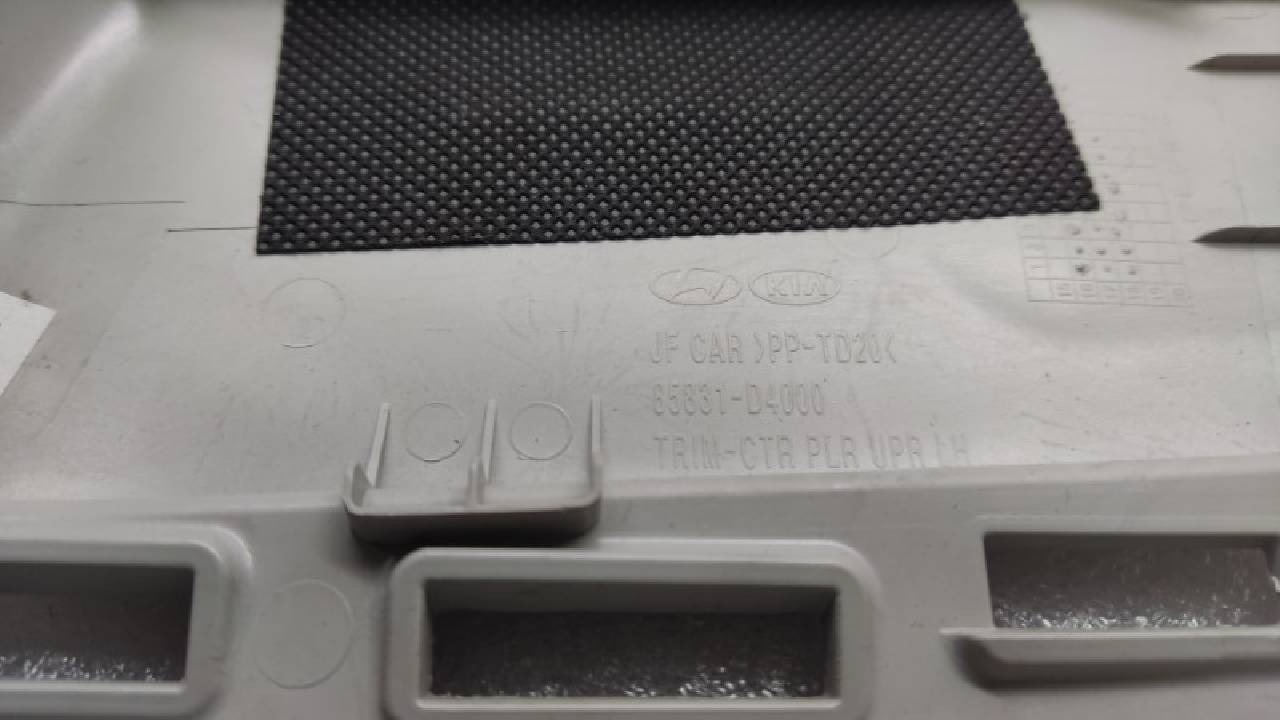 KIA
JF CAR >PP-TD20<
85831-D4000
TRIM-CTR PLR UPR LH